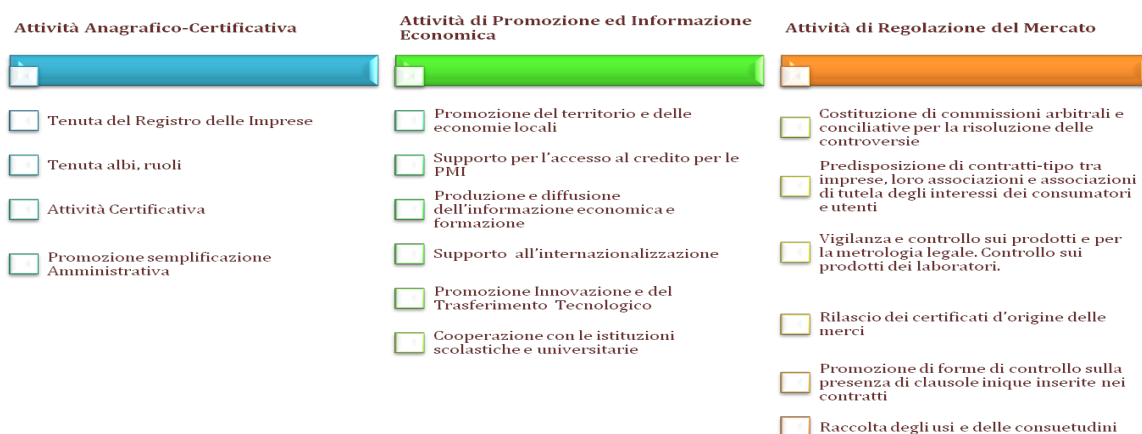 Attività Anagrafico-Certificativa
Tenuta del Registro delle Imprese
Tenuta albi, ruoli
Attività Certificativa
Promozione semplificazione
Amministrativa
Attività di Promozione ed Informazione
Economica
Promozione del territorio e delle
economie locali
Supporto per l'accesso al credito per le
PMI
Produzione e diffusione
dell'informazione economica e
formazione
Supporto all'internazionalizzazione
Promozione Innovazione e del
Trasferimento Tecnologico
Cooperazione con le istituzioni
scolastiche e universitarie
Attività di Regolazione del Mercato
Costituzione di commissioni arbitrali e
conciliative per la risoluzione delle
controversie
Predisposizione di contratti-tipo tra
imprese, loro associazioni e associazioni
di tutela degli interessi dei consumatori
e utenti
Vigilanza e controllo sui prodotti e per
la metrologia legale. Controllo sui
prodotti dei laboratori.
Rilascio dei certificati d'origine delle
merci
Promozione di forme di controllo sulla
presenza di clausole inique inserite nei
contratti
Raccolta degli usi e delle consuetudini